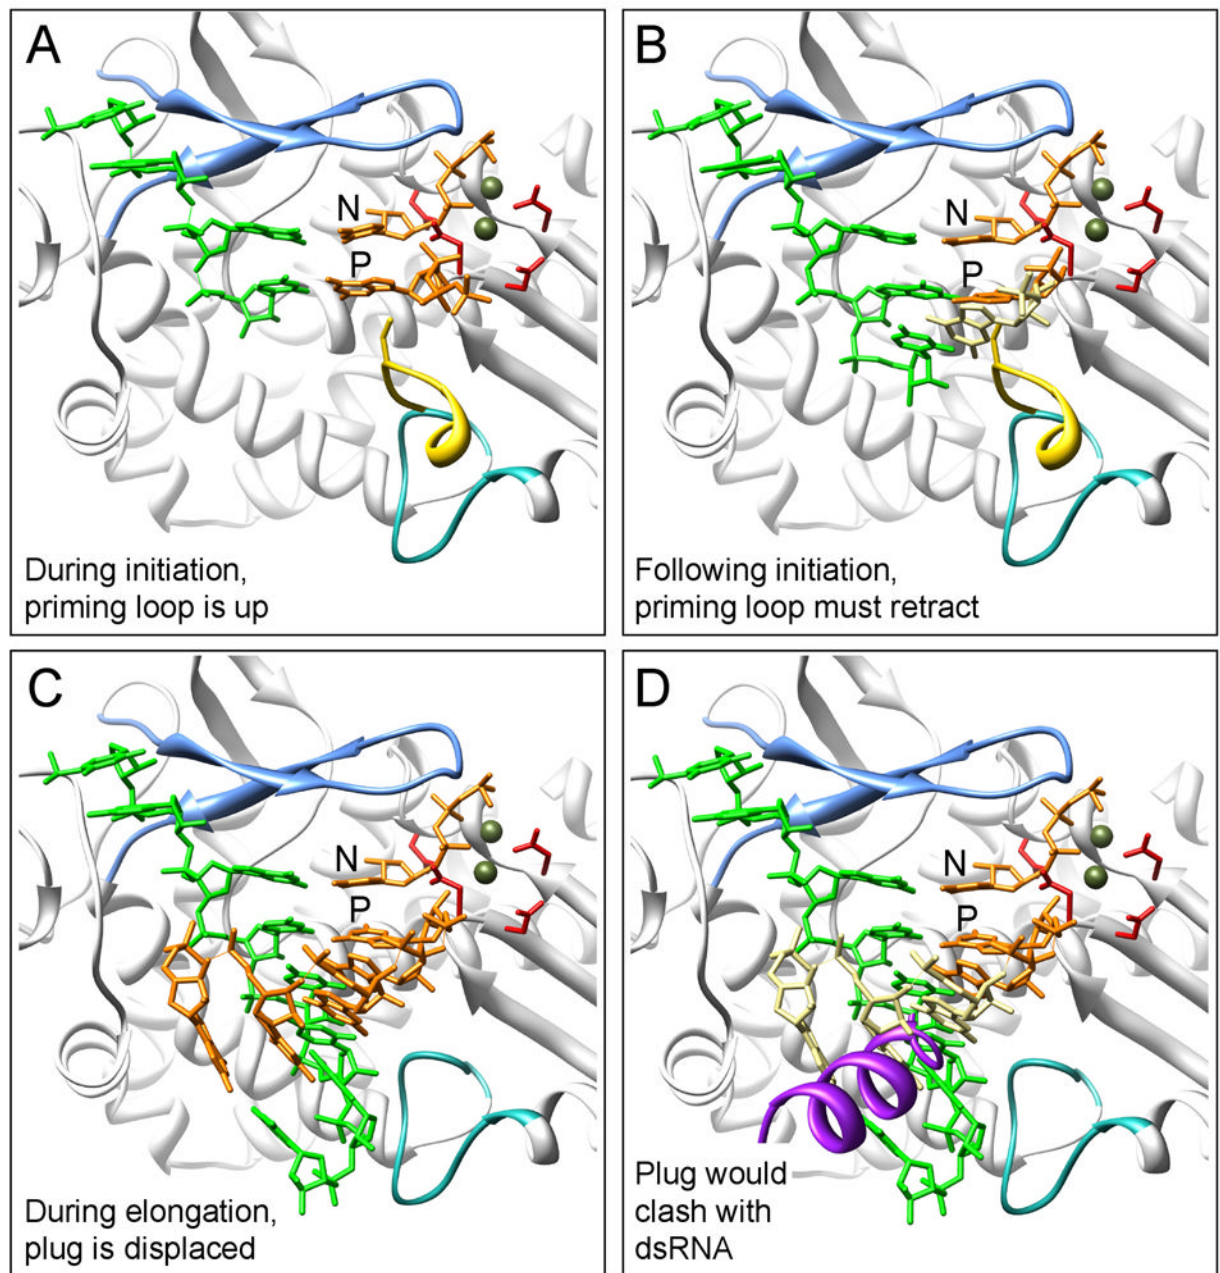 A
N
P
During initiation,
priming loop is up
B
N
P
Following initiation,
priming loop must retract
C
N
P
During elongation,
plug is displaced
D
N
P
Plug would
clash with
dsRNA